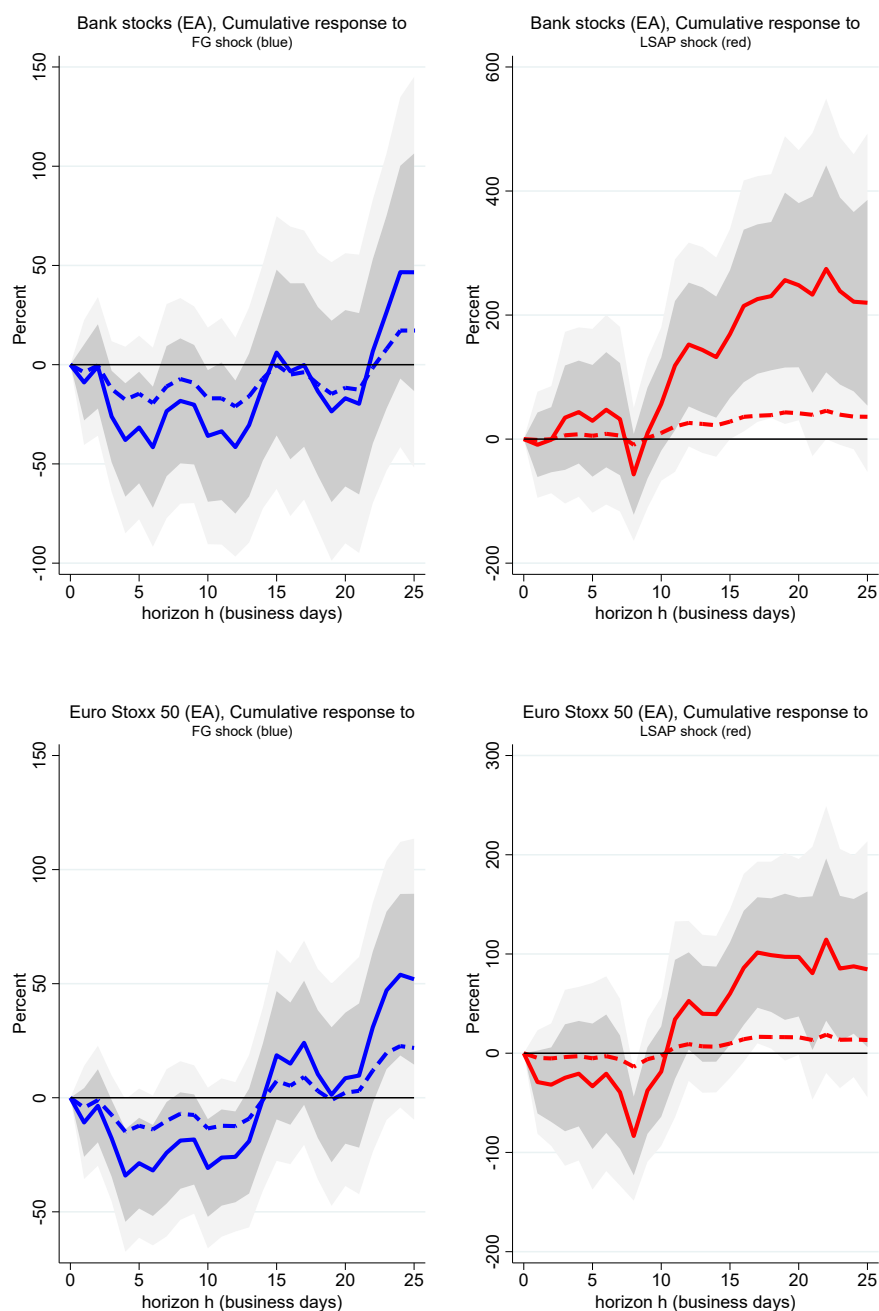 Bank stocks (EA), Cumulative response to
FG shock (blue)
150
100
50
0
-50
-100
Percent
0 5 10 15 20 25
horizon h (business days)
Bank stocks (EA), Cumulative response to
LSAP shock (red)
600
400
200
0
-200
Percent
0 5 10 15 20 25
horizon h (business days)
Euro Stoxx 50 (EA), Cumulative response to
FG shock (blue)
150
100
50
0
-50
Percent
0 5 10 15 20 25
horizon h (business days)
Euro Stoxx 50 (EA), Cumulative response to
LSAP shock (red)
300
200
100
0
-100
-200
Percent
0 5 10 15 20 25
horizon h (business days)